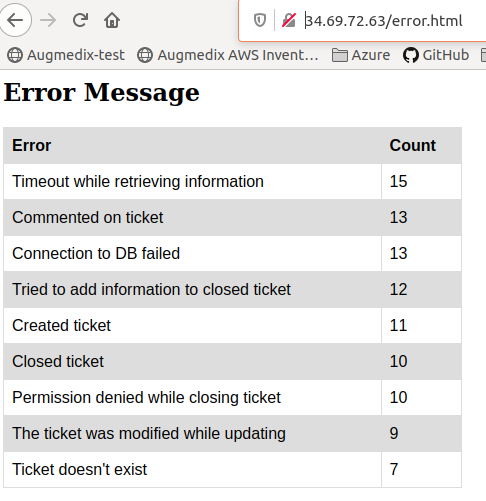 34.69.72.63/error.html
Augmedix-test Augmedix AWS Invent… Azure GitHub
Error Message
Error Count
Timeout while retrieving information 15
Commented on ticket 13
Connection to DB failed 13
Tried to add information to closed ticket 12
Created ticket 11
Closed ticket 10
Permission denied while closing ticket 10
The ticket was modified while updating 9
Ticket doesn't exist 7